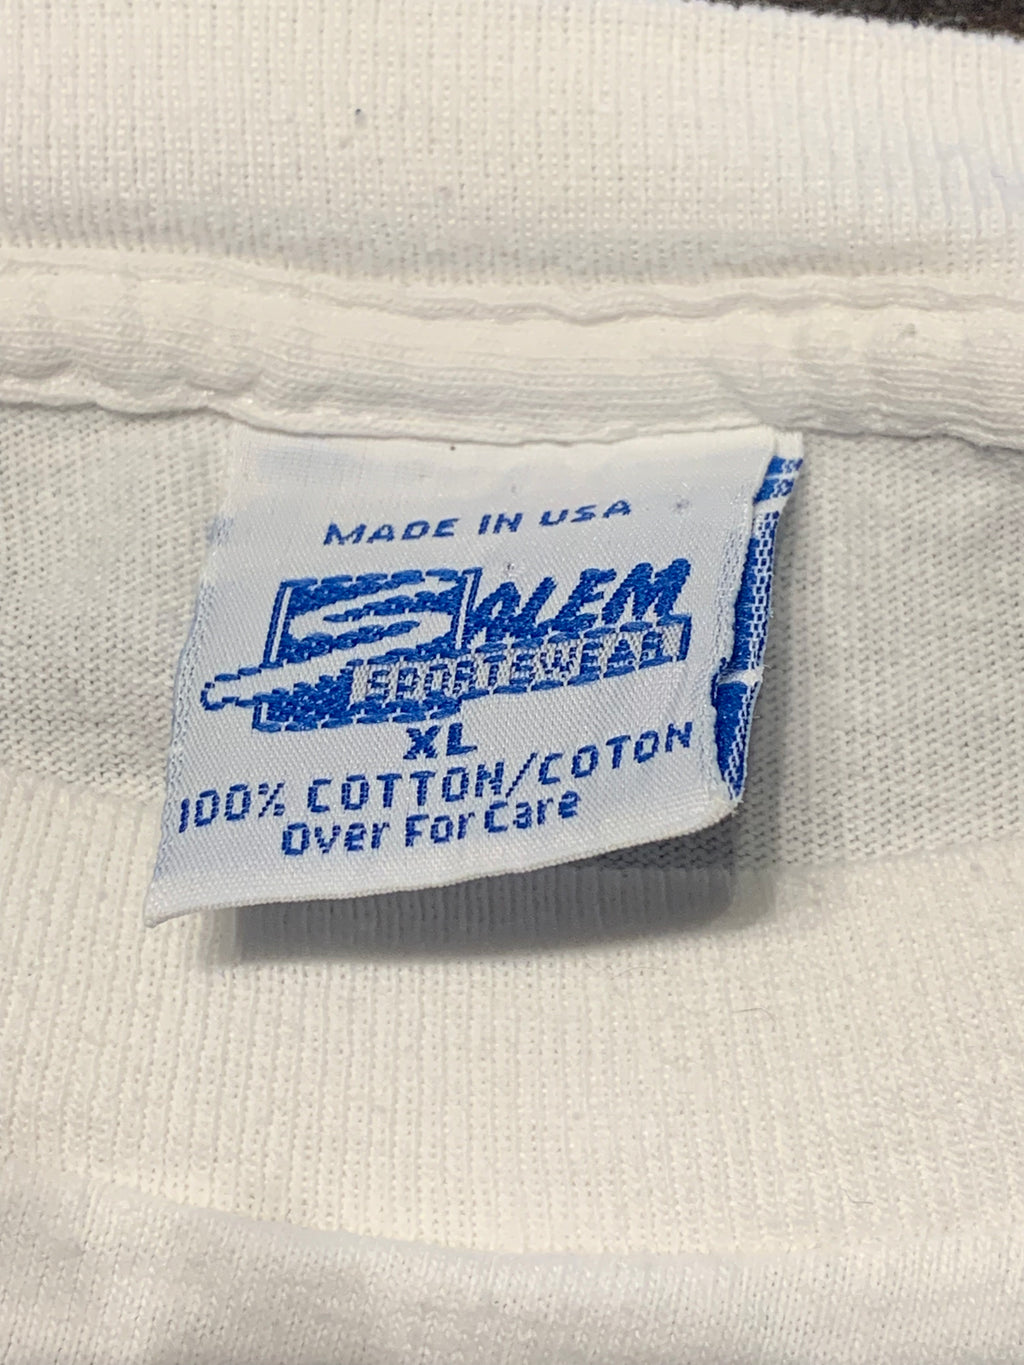 MADE IN USA
SALEM
SPORTSWEAR
XL
100% COTTON/COTON
Over For Care